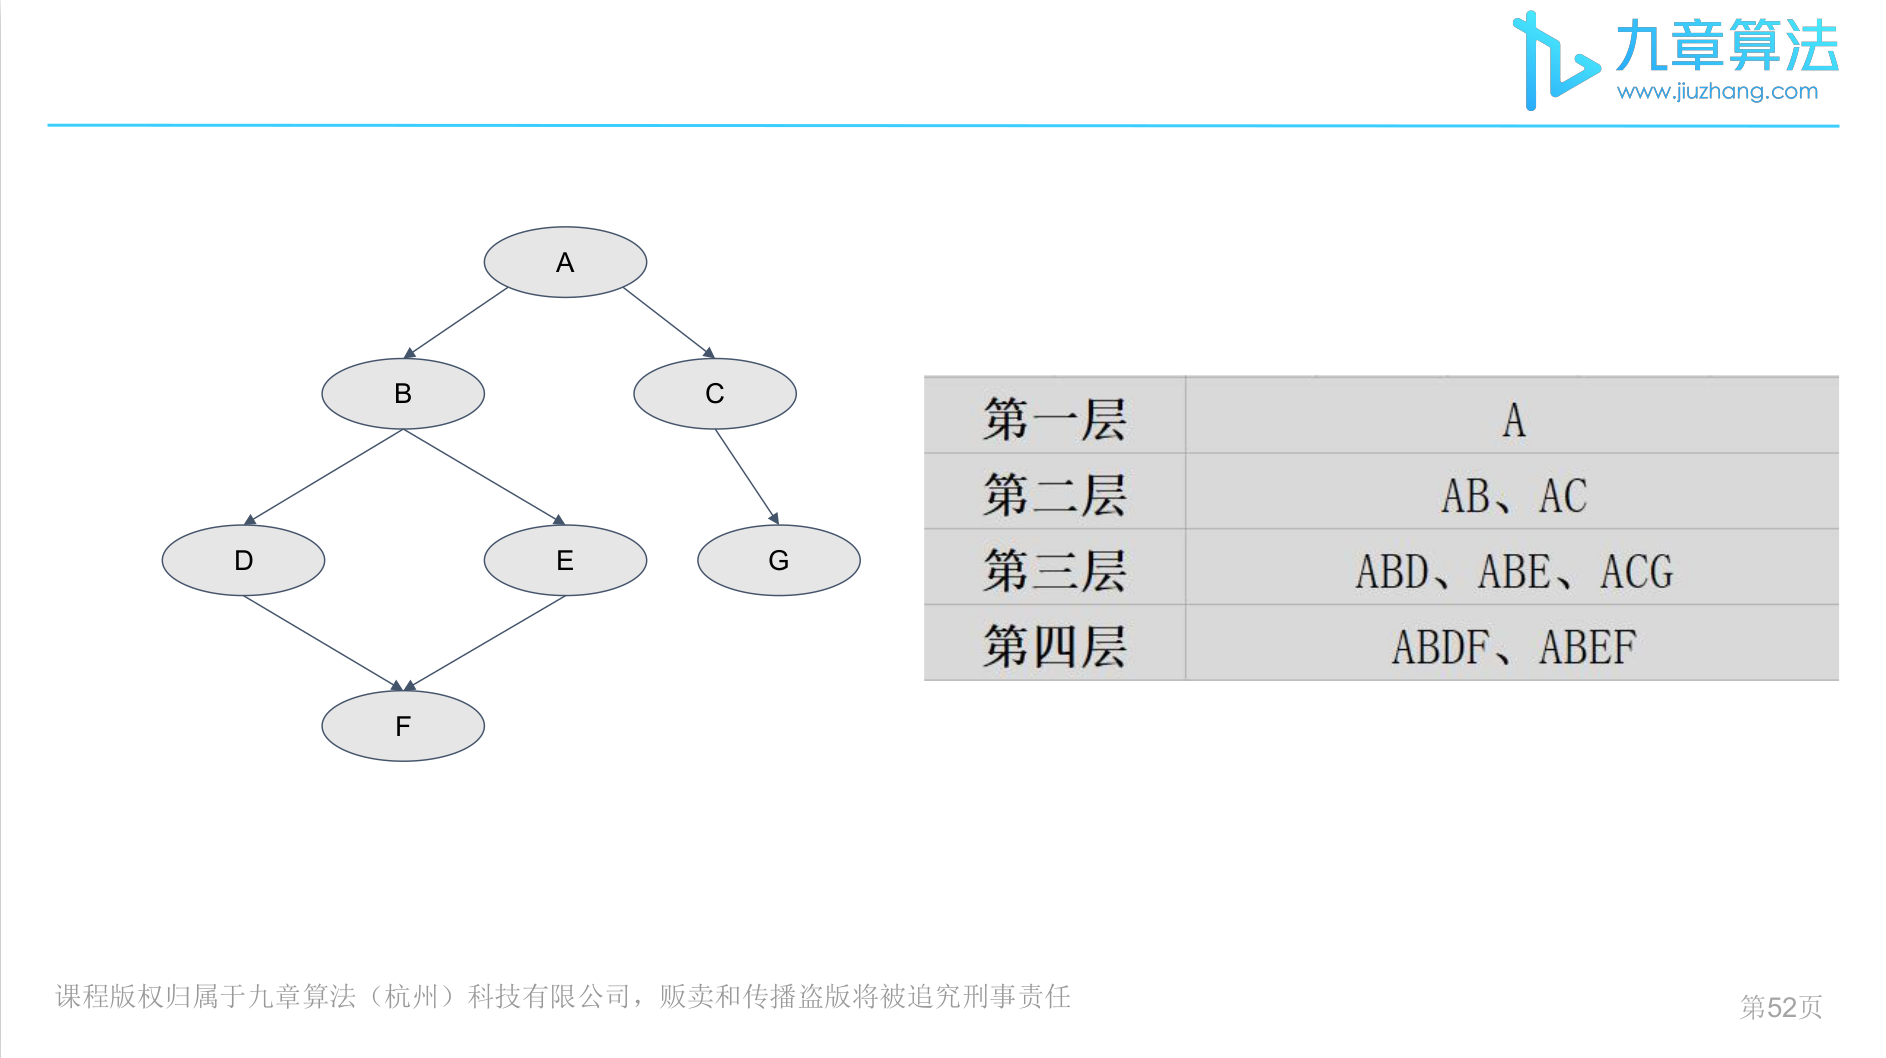 九章算法
www.jiuzhang.com
A
B
C
D
E
G
F
第一层 A
第二层 AB、AC
第三层 ABD、ABE、ACG
第四层 ABDF、ABEF
课程版权归属于九章算法（杭州）科技有限公司，贩卖和传播盗版将被追究刑事责任
第52页